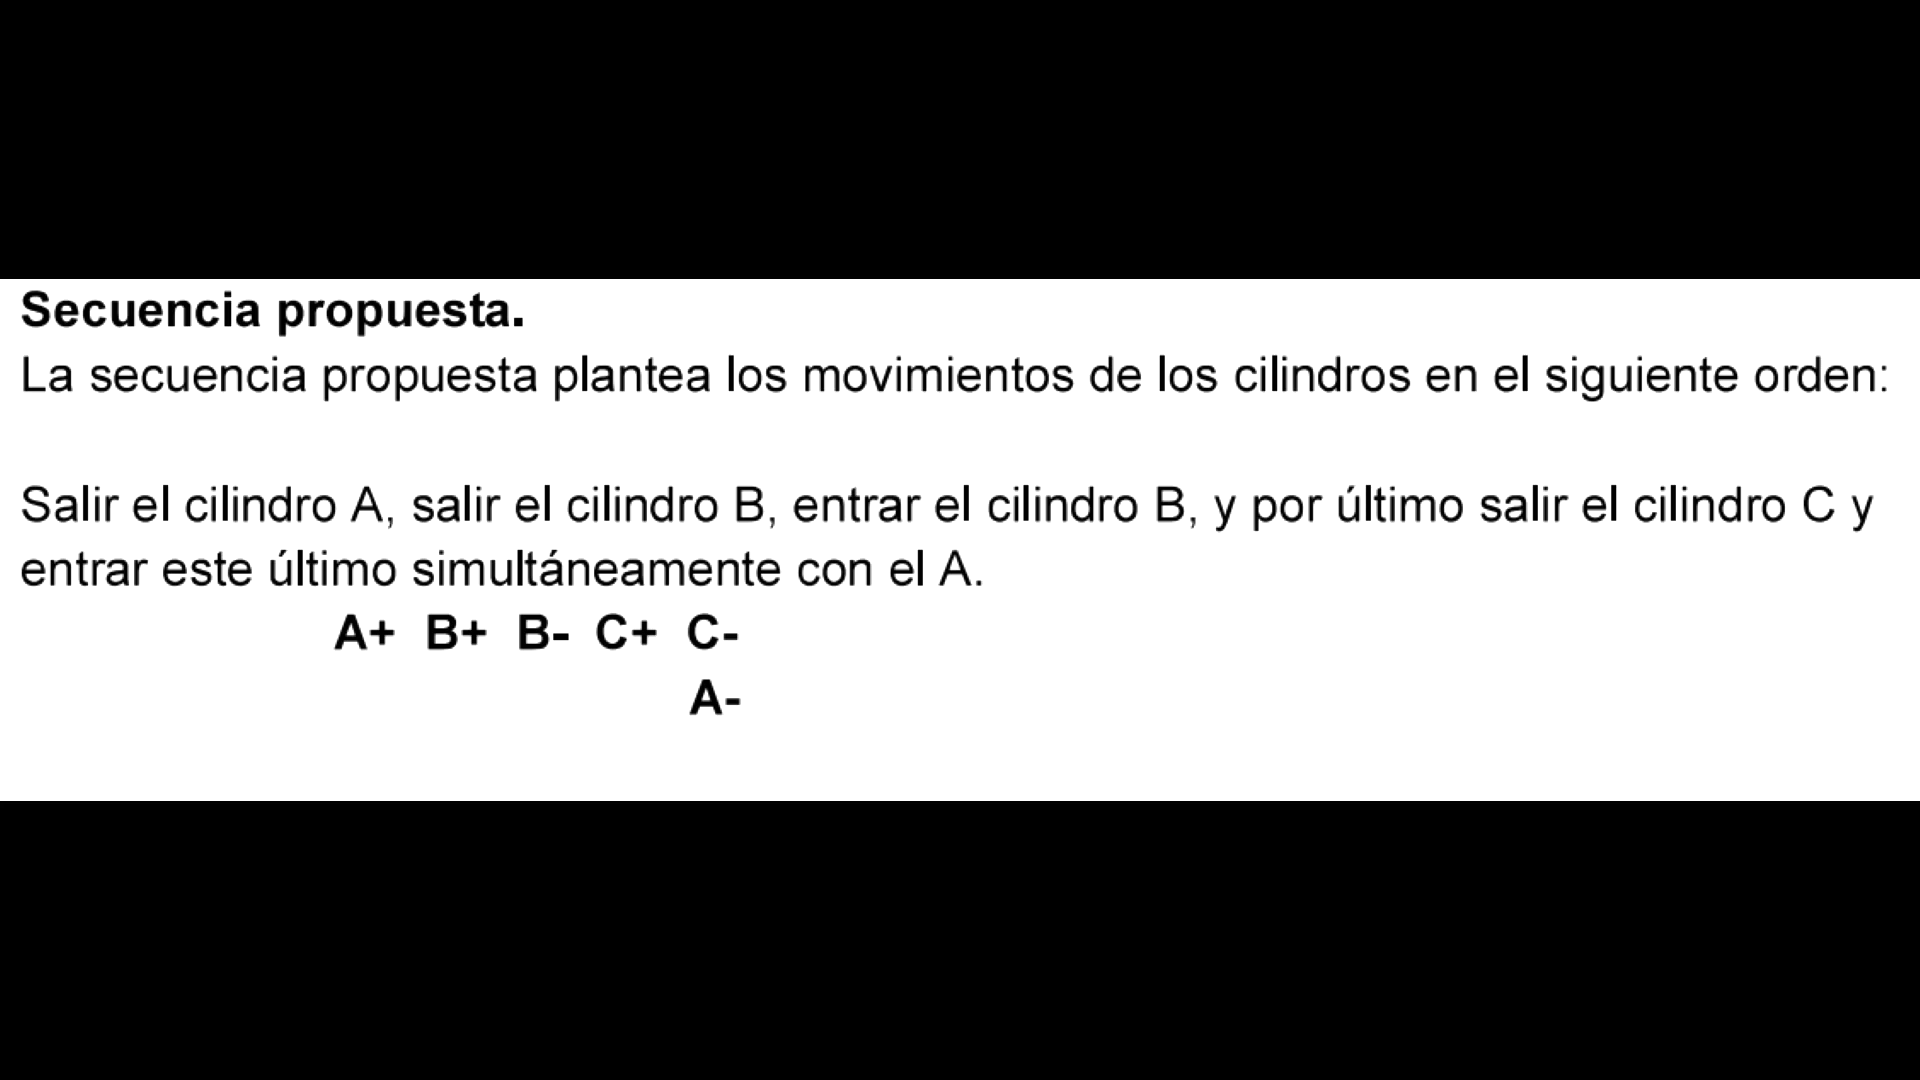 Secuencia propuesta.
La secuencia propuesta plantea los movimientos de los cilindros en el siguiente orden:
Salir el cilindro A, salir el cilindro B, entrar el cilindro B, y por último salir el cilindro C y
entrar este último simultáneamente con el A.
A+ B+ B- C+ C-
A-